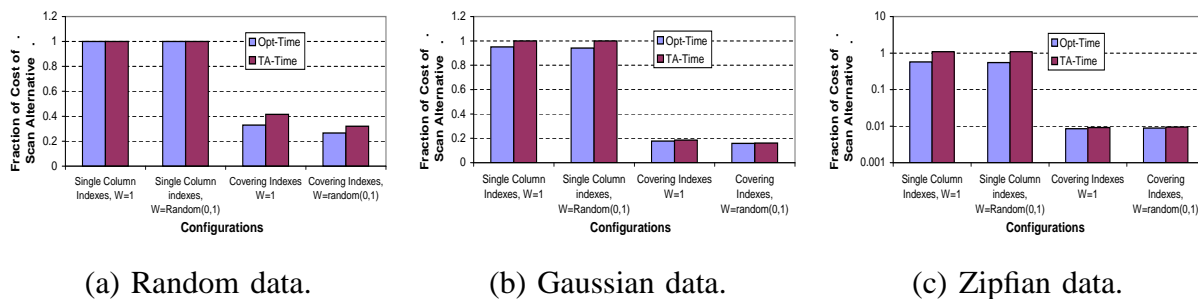 Fraction of Cost of .
Scan Alternative .
1.2
1
0.8
0.6
0.4
0.2
0
Opt-Time
TA-Time
Single Column
Indexes, W=1
Single Column
indexes,
W=Random(0,1)
Covering Indexes
W=1
Covering Indexes,
W=random(0,1)
Configurations
(a) Random data.
Fraction of Cost of .
Scan Alternative .
1.2
1
0.8
0.6
0.4
0.2
0
Opt-Time
TA-Time
Single Column
Indexes, W=1
Single Column
indexes,
W=Random(0,1)
Covering Indexes
W=1
Covering
Indexes,
W=random(0,1)
Configurations
(b) Gaussian data.
Fraction of Cost of .
Scan Alternative .
10
1
0.1
0.01
0.001
Opt-Time
TA-Time
Single Column
Indexes, W=1
Single Column
indexes,
W=Random(0,1)
Covering Indexes
W=1
Covering
Indexes,
W=random(0,1)
Configurations
(c) Zipfian data.